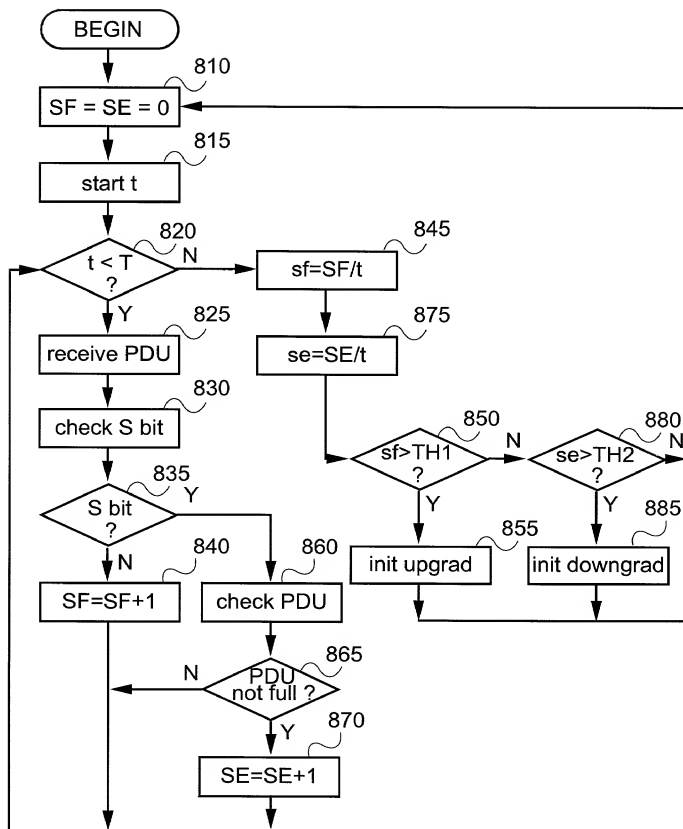 BEGIN
810
SF = SE = 0
815
start t
820
t < T
?
N
Y
845
sf=SF/t
825
receive PDU
875
se=SE/t
830
check S bit
850
sf>TH1
?
N
Y
880
se>TH2
?
N
Y
835
S bit
?
Y
N
855
init upgrad
885
init downgrad
840
SF=SF+1
860
check PDU
865
PDU
not full ?
N
Y
870
SE=SE+1